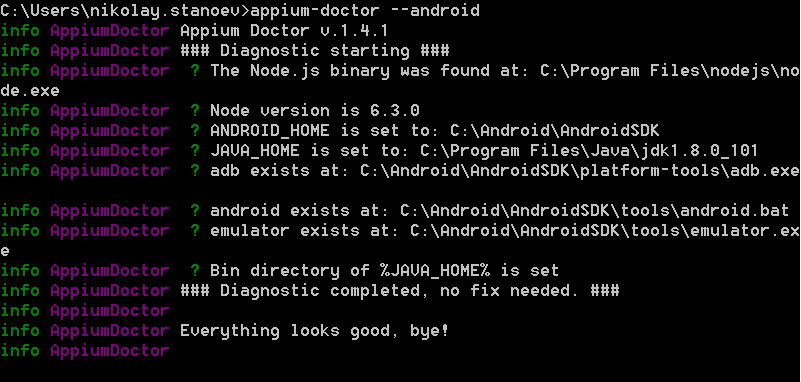 C:\Users\nikolay.stanoev>appium-doctor --android
info AppiumDoctor Appium Doctor v.1.4.1
info AppiumDoctor ### Diagnostic starting ###
info AppiumDoctor  ? The Node.js binary was found at: C:\Program Files\nodejs\no
de.exe
info AppiumDoctor  ? Node version is 6.3.0
info AppiumDoctor  ? ANDROID_HOME is set to: C:\Android\AndroidSDK
info AppiumDoctor  ? JAVA_HOME is set to: C:\Program Files\Java\jdk1.8.0_101
info AppiumDoctor  ? adb exists at: C:\Android\AndroidSDK\platform-tools\adb.exe
info AppiumDoctor  ? android exists at: C:\Android\AndroidSDK\tools\android.bat
info AppiumDoctor  ? emulator exists at: C:\Android\AndroidSDK\tools\emulator.ex
e
info AppiumDoctor  ? Bin directory of %JAVA_HOME% is set
info AppiumDoctor ### Diagnostic completed, no fix needed. ###
info AppiumDoctor
info AppiumDoctor Everything looks good, bye!
info AppiumDoctor